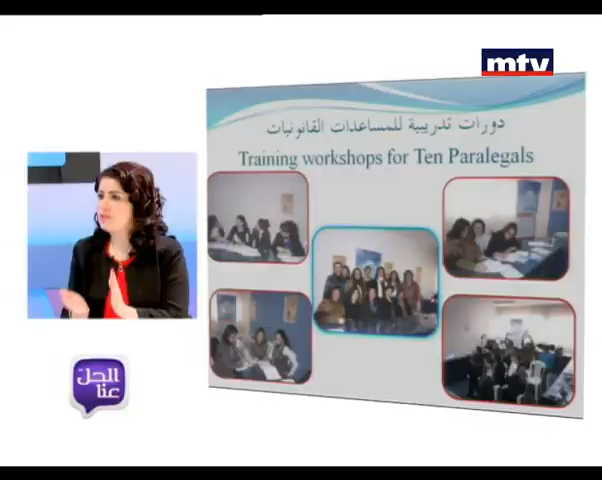 mtv
دورات تدريبية للمساعدات القانونيات
Training workshops for Ten Paralegals
الحل
عنا